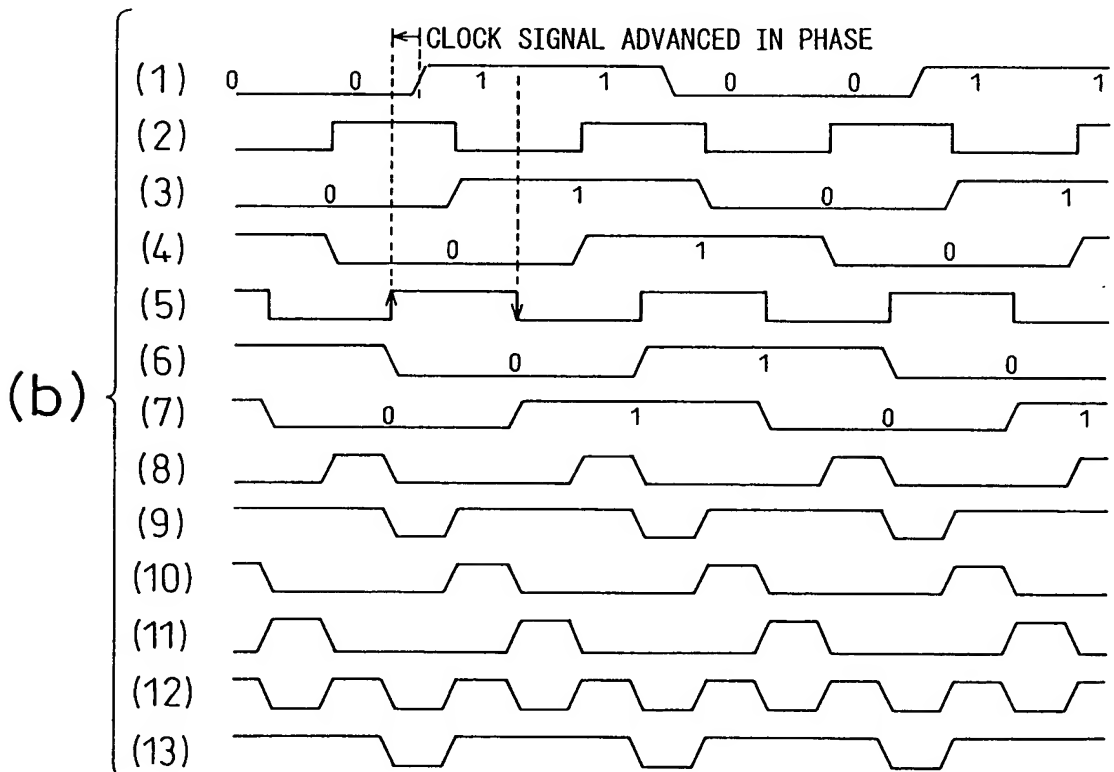 CLOCK SIGNAL ADVANCED IN PHASE
(1) 0 0 1 1 0 0 1 1
(2)
(3) 0 1 0 1
(4) 0 1 0
(5)
(6) 0 1 0
(b) (7) 0 1 0 1
(8)
(9)
(10)
(11)
(12)
(13)